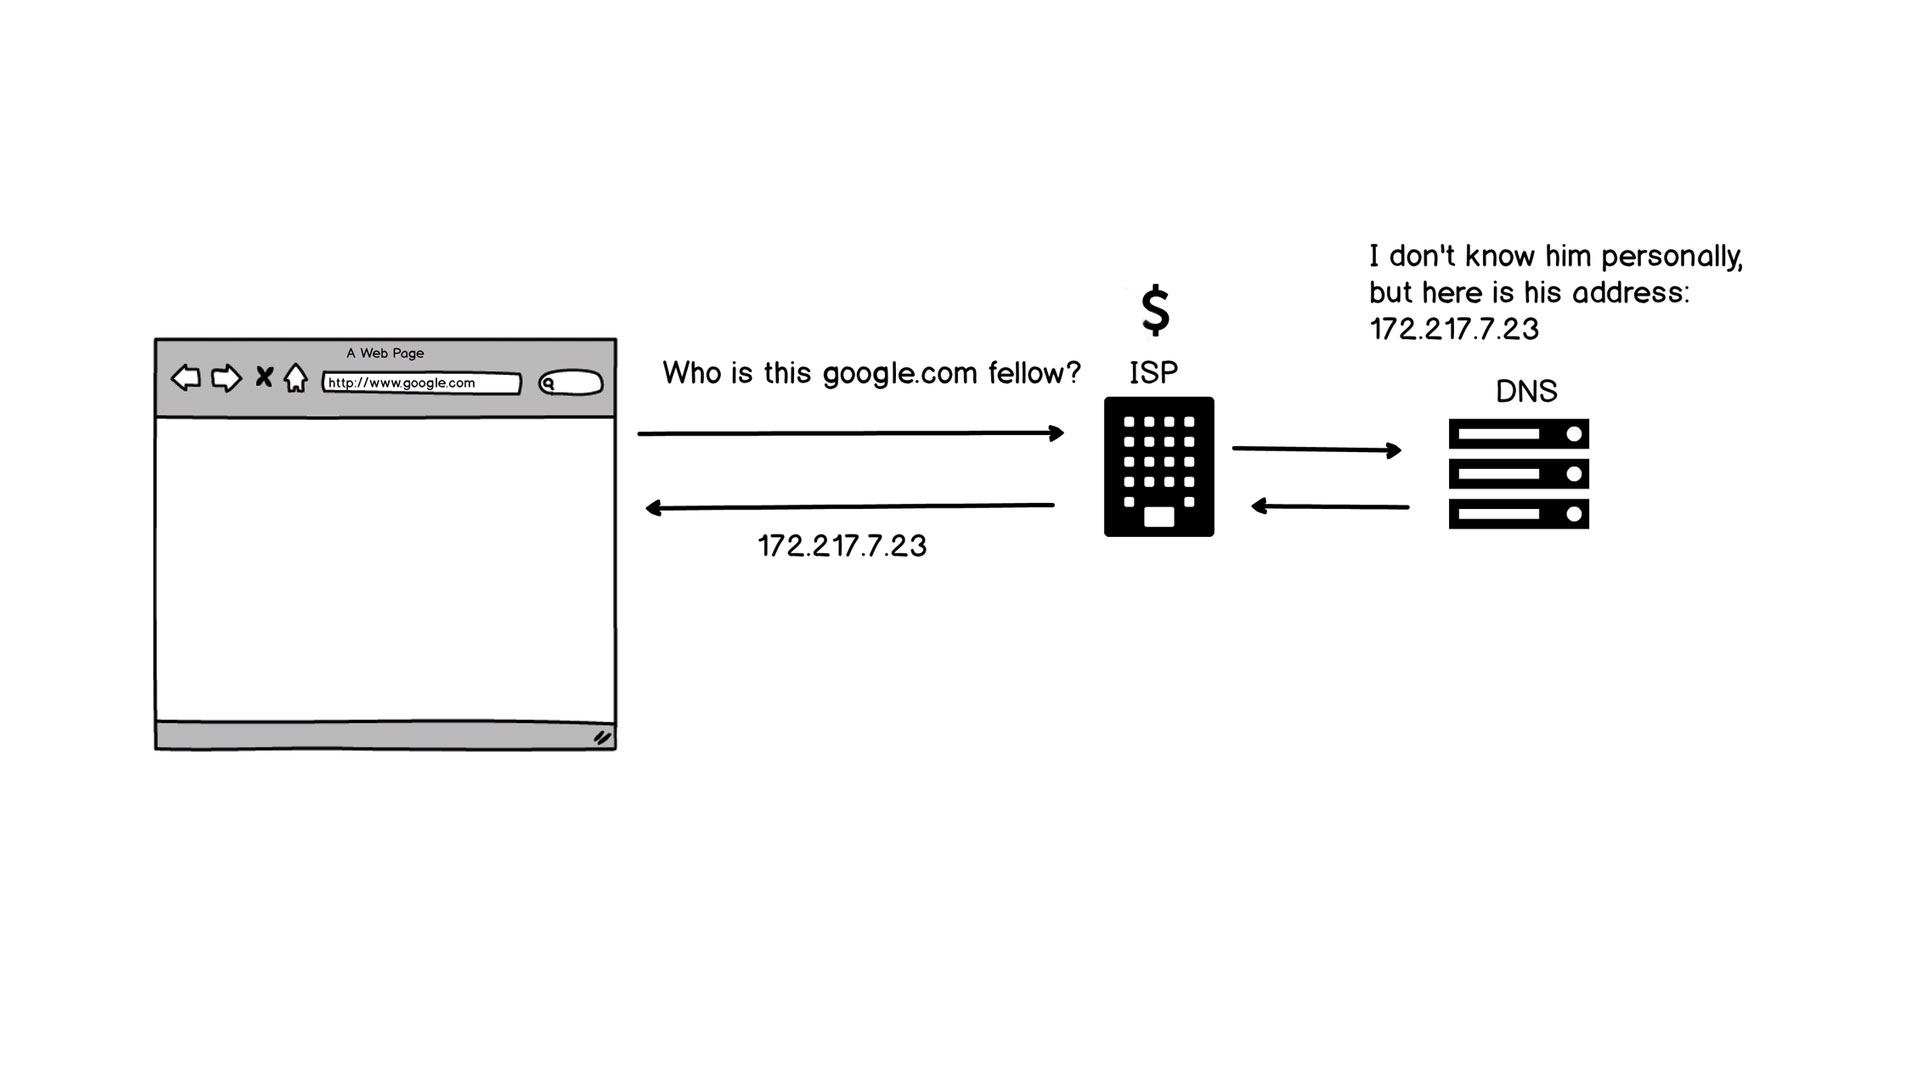 A Web Page
http://www.google.com
Who is this google.com fellow?
172.217.7.23
$
ISP
I don't know him personally,
but here is his address:
172.217.7.23
DNS